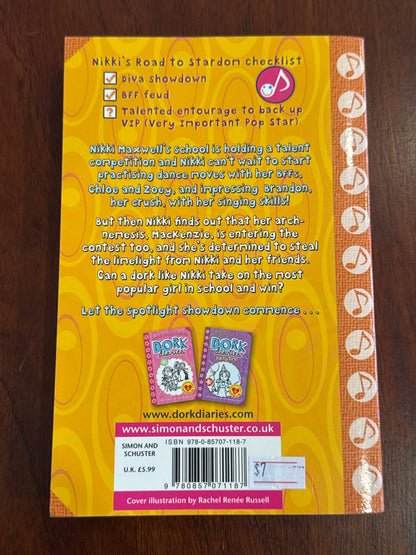 Nikki's Road to Stardom Checklist
Diva showdown
BFF feud
? Talented entourage to back up
VIP (Very Important Pop Star)
Nikki Maxwell's school is holding a talent
competition and Nikki can't wait to start
practising dance moves with her BFFs,
Chloe and Zoey, and impressing Brandon,
her crush, with her singing skills!
But then Nikki finds out that her arch-
nemesis, MacKenzie, is entering the
contest too, and she's determined to steal
the limelight from Nikki and her friends.
Can a dork like Nikki take on the most
popular girl in school and win?
Let the spotlight showdown commence . . .
DORK
diaries
DORK
diaries
www.dorkdiaries.com
www.simonandschuster.co.uk
SIMON AND
SCHUSTER
U.K. £5.99
ISBN 978-0-85707-118-7
9 780857 071187
$7
Cover illustration by Rachel Renée Russell